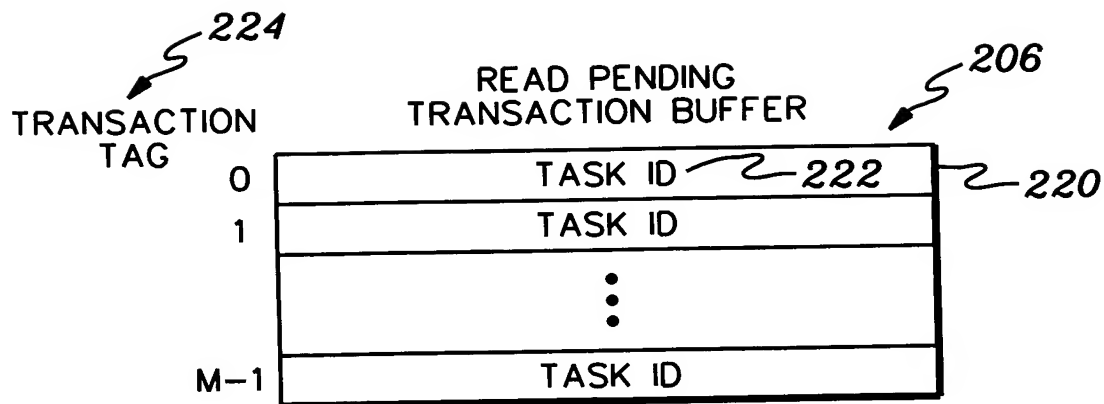 224
READ PENDING
TRANSACTION BUFFER
206
TRANSACTION
TAG
0 TASK ID 222 220
1 TASK ID
M-1 TASK ID